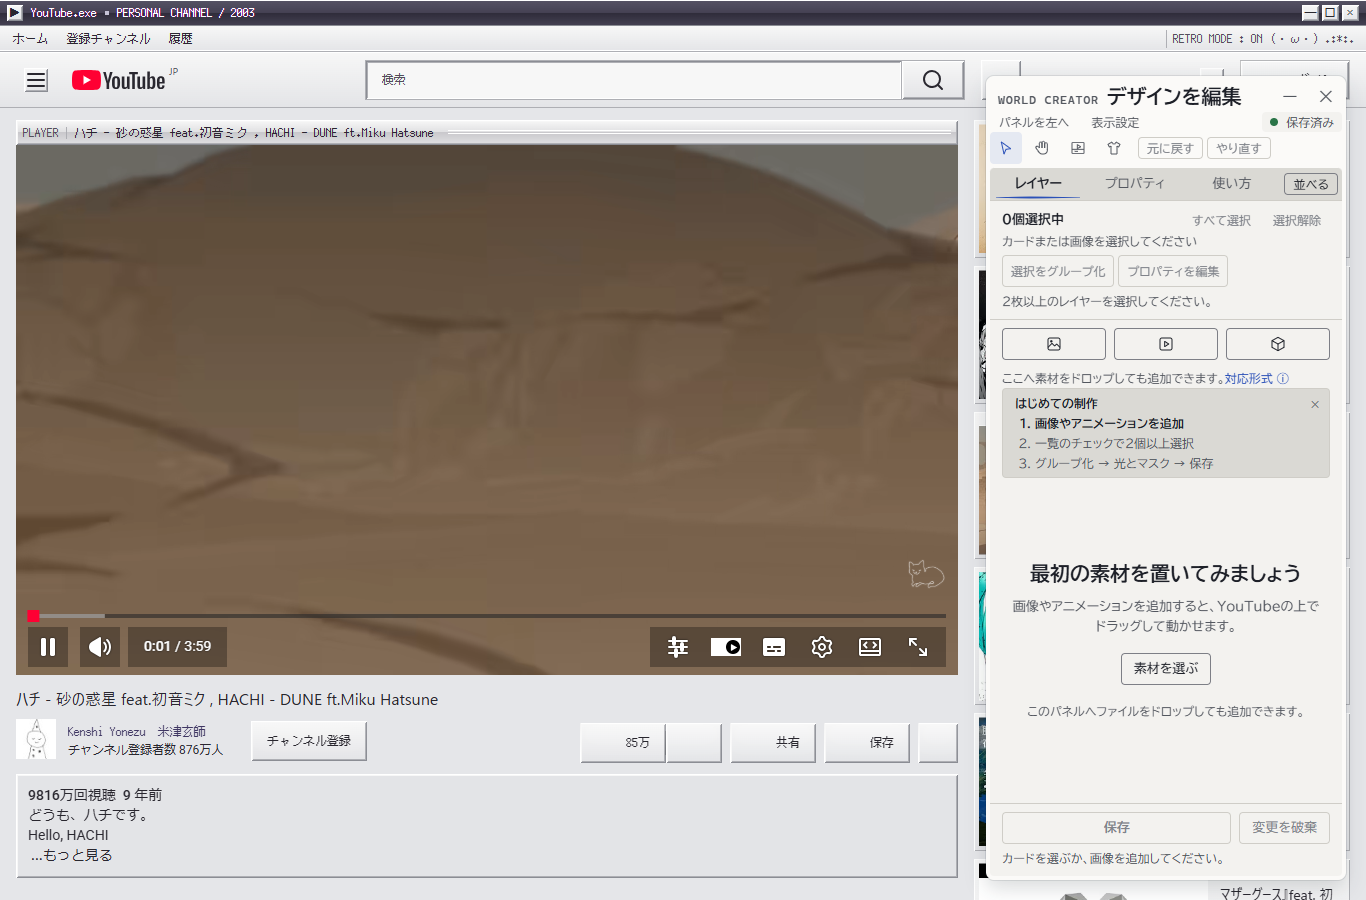 YouTube.exe ▪ PERSONAL CHANNEL / 2003
ホーム 登録チャンネル 履歴
RETRO MODE : ON (・ω・) .:*:.
YouTube JP
検索
PLAYER
ハチ - 砂の惑星 feat.初音ミク , HACHI - DUNE ft.Miku Hatsune
0:01 / 3:59
ハチ - 砂の惑星 feat.初音ミク , HACHI - DUNE ft.Miku Hatsune
Kenshi Yonezu 米津玄師
チャンネル登録者数 876万人
チャンネル登録
85万
共有
保存
9816万回視聴 9 年前
どうも、ハチです。
Hello, HACHI
...もっと見る
WORLD CREATOR デザインを編集
パネルを左へ 表示設定
保存済み
元に戻す やり直す
レイヤー プロパティ 使い方 並べる
0個選択中 すべて選択 選択解除
カードまたは画像を選択してください
選択をグループ化 プロパティを編集
2枚以上のレイヤーを選択してください。
ここへ素材をドロップしても追加できます。対応形式 ⓘ
はじめての制作
1. 画像やアニメーションを追加
2. 一覧のチェックで2個以上選択
3. グループ化 → 光とマスク → 保存
最初の素材を置いてみましょう
画像やアニメーションを追加すると、YouTubeの上で
ドラッグして動かせます。
素材を選ぶ
このパネルへファイルをドロップしても追加できます。
保存 変更を破棄
カードを選ぶか、画像を追加してください。
マザーグース』feat. 初